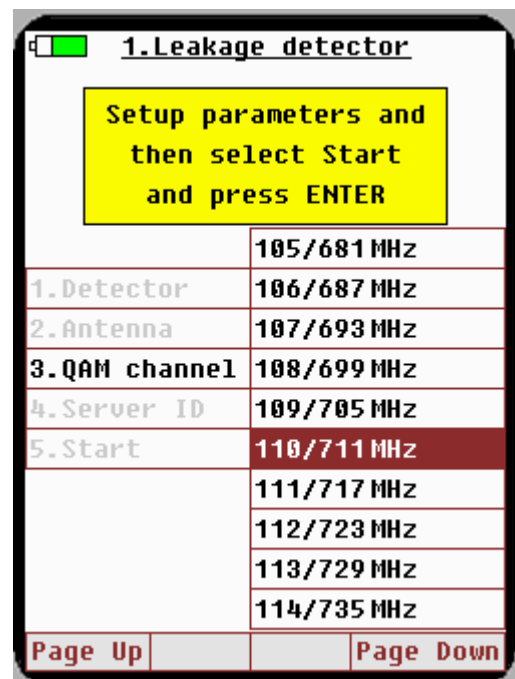 1.Leakage detector
Setup parameters and
then select Start
and press ENTER
105/681 MHz
1.Detector 106/687 MHz
2.Antenna 107/693 MHz
3.QAM channel 108/699 MHz
4.Server ID 109/705 MHz
5.Start 110/711 MHz
111/717 MHz
112/723 MHz
113/729 MHz
114/735 MHz
Page Up Page Down